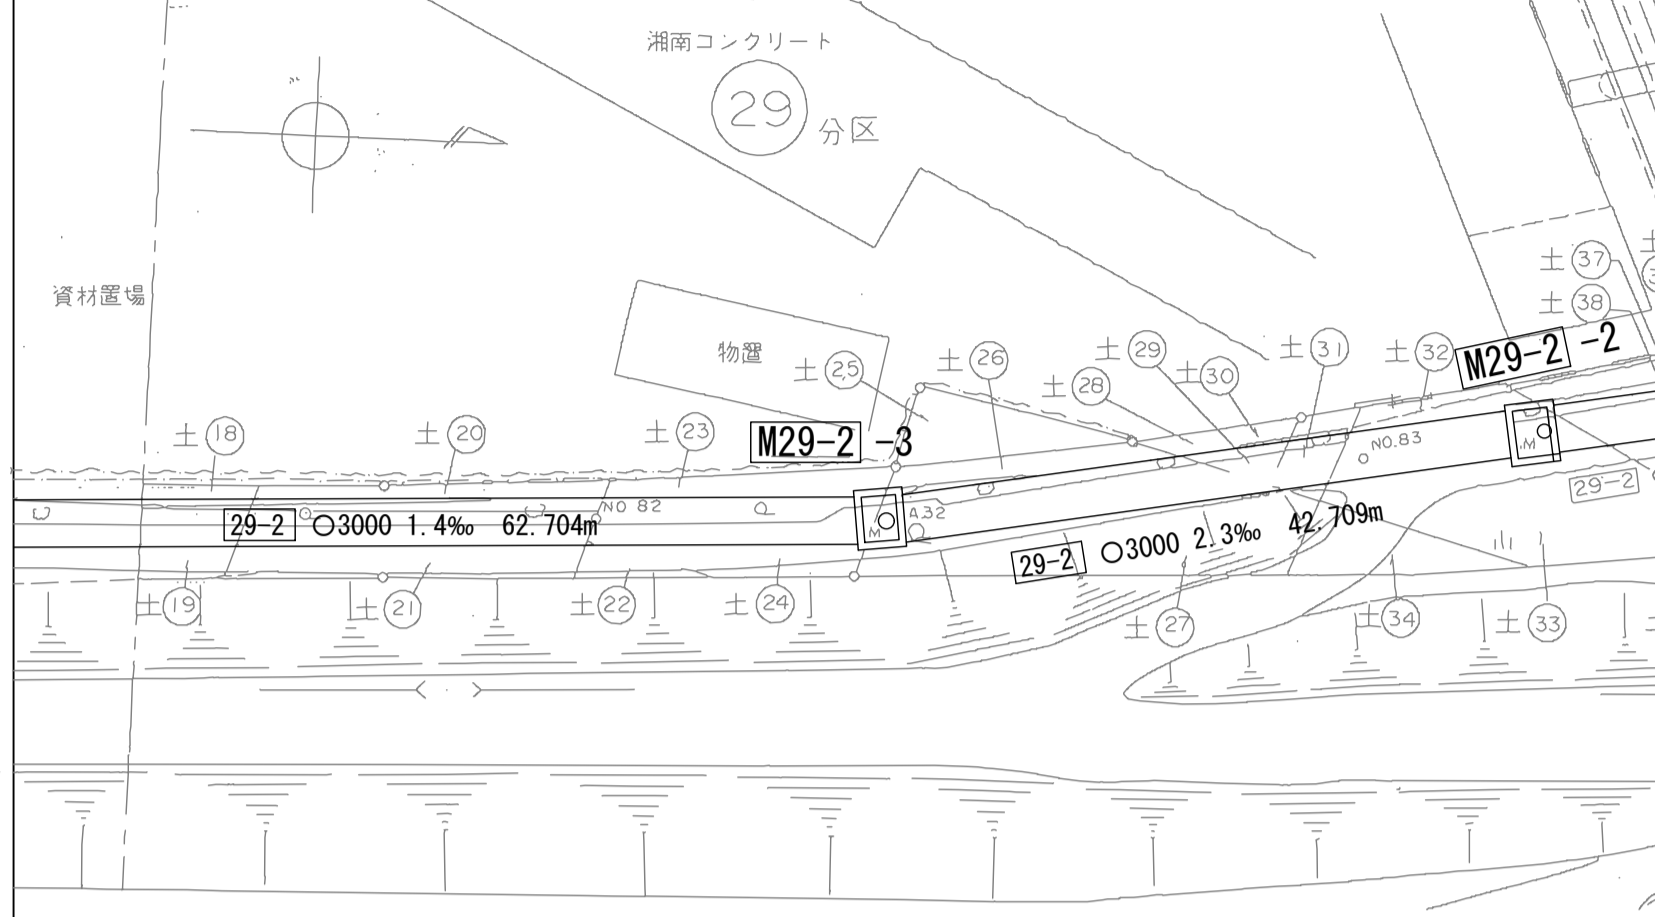 湘南コンクリート
29 分区
資材置場
物置
土 37
土 38
土 25
土 26
土 28
土 29
土 30
土 31
土 32
M29-2 -2
土 18
土 20
土 23
M29-2 -3
NO.83
M
29-2
29-2 ○3000 1.4‰ 62.704m
NO 82
M
A.32
29-2 ○3000 2.3‰ 42.709m
土 19
土 21
土 22
土 24
土 27
土 34
土 33